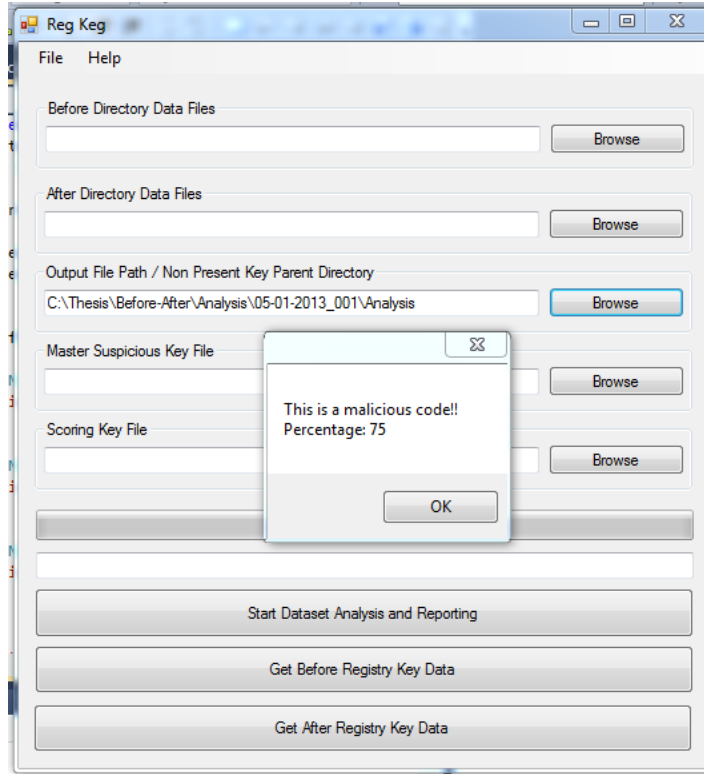 Reg Keg
File Help
Before Directory Data Files
Browse
After Directory Data Files
Browse
Output File Path / Non Present Key Parent Directory
C:\Thesis\Before-After\Analysis\05-01-2013_001\Analysis
Browse
Master Suspicious Key File
Browse
This is a malicious code!!
Percentage: 75
OK
Scoring Key File
Browse
Start Dataset Analysis and Reporting
Get Before Registry Key Data
Get After Registry Key Data